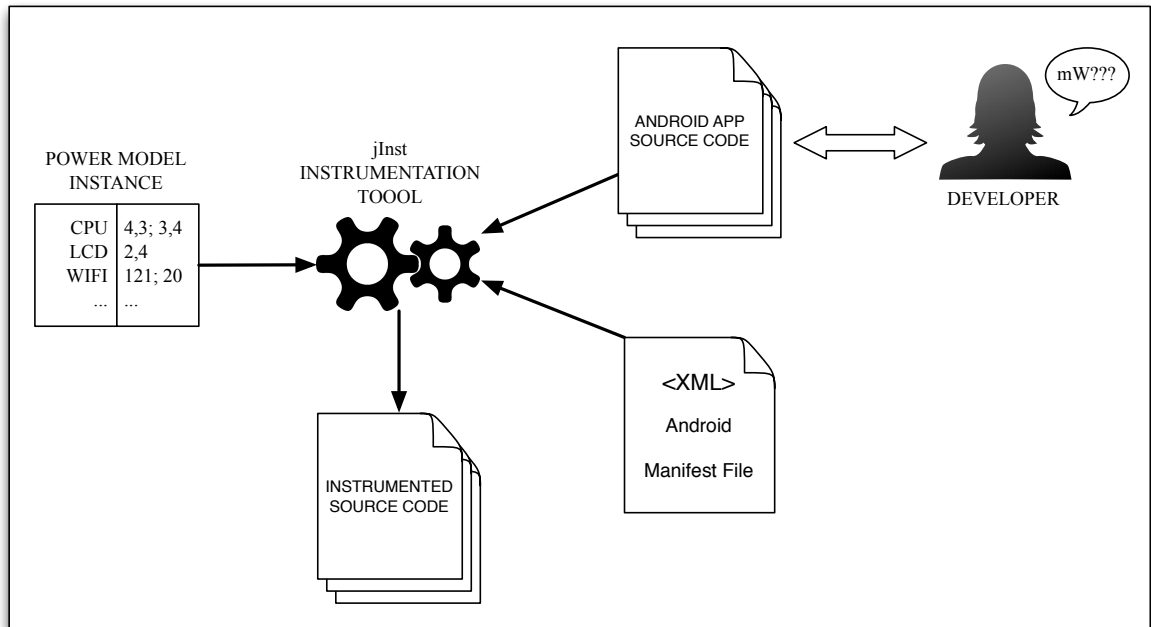 mW???
ANDROID APP
SOURCE CODE
DEVELOPER
POWER MODEL
INSTANCE
CPU 4,3; 3,4
LCD 2,4
WIFI 121; 20
... ...
jInst
INSTRUMENTATION
TOOOL
<XML>
Android
Manifest File
INSTRUMENTED
SOURCE CODE